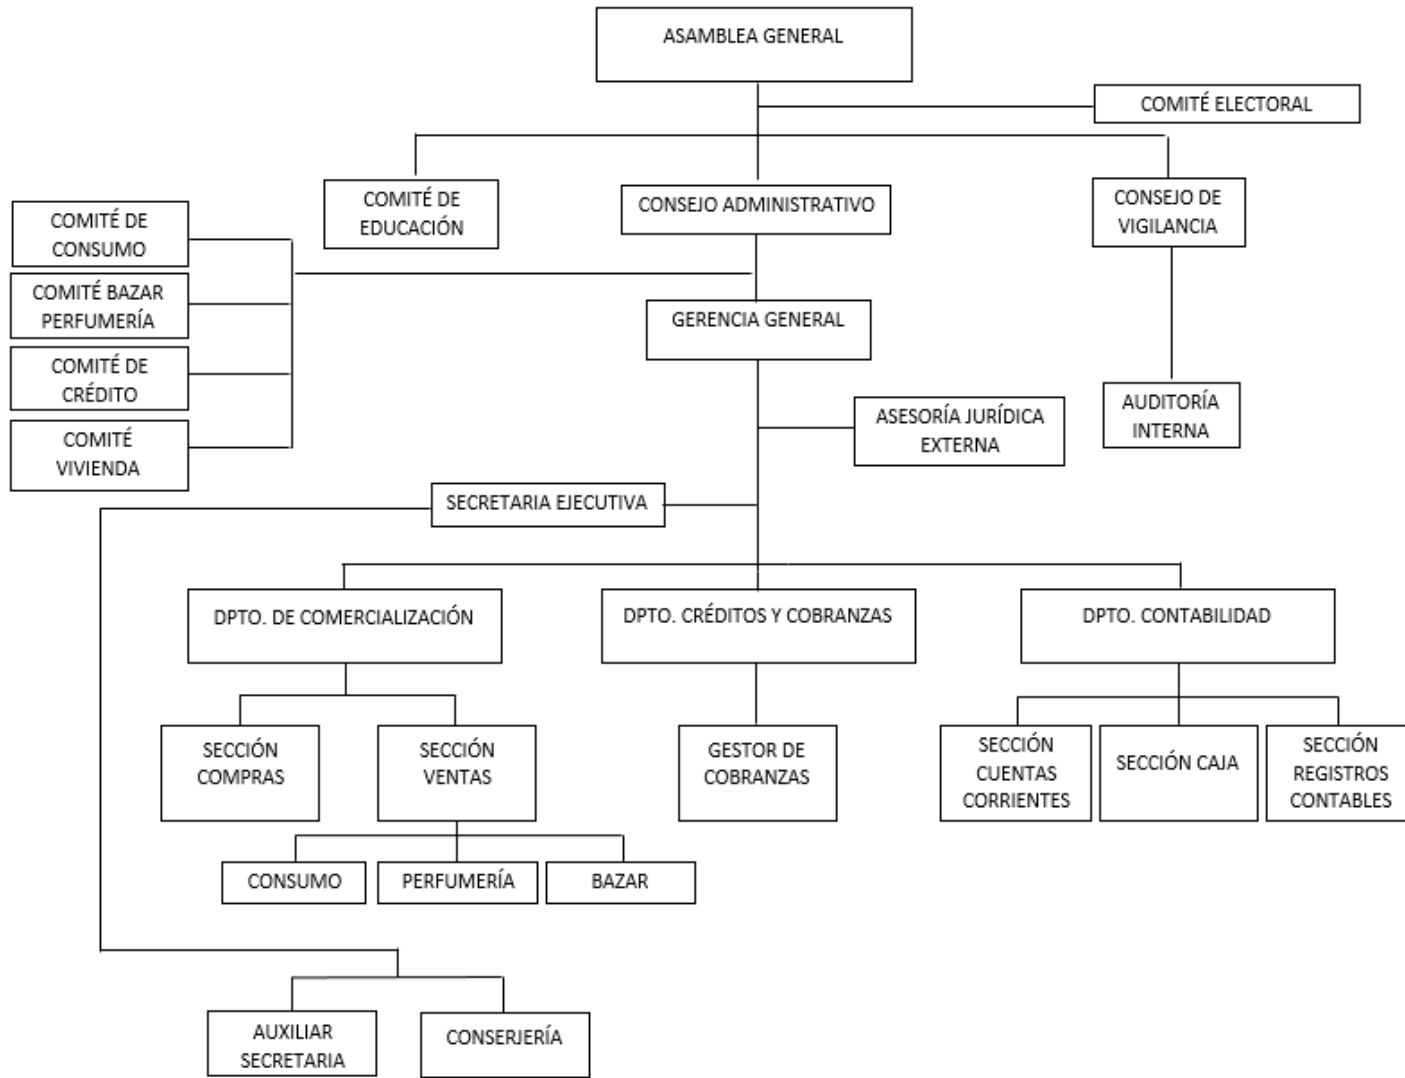 ASAMBLEA GENERAL
COMITÉ ELECTORAL
COMITÉ DE
EDUCACIÓN
CONSEJO ADMINISTRATIVO
CONSEJO DE
VIGILANCIA
COMITÉ DE
CONSUMO
COMITÉ BAZAR
PERFUMERÍA
COMITÉ DE
CRÉDITO
COMITÉ
VIVIENDA
GERENCIA GENERAL
ASESORÍA JURÍDICA
EXTERNA
AUDITORÍA
INTERNA
SECRETARIA EJECUTIVA
DPTO. DE COMERCIALIZACIÓN
DPTO. CRÉDITOS Y COBRANZAS
DPTO. CONTABILIDAD
SECCIÓN
COMPRAS
SECCIÓN
VENTAS
GESTOR DE
COBRANZAS
SECCIÓN
CUENTAS
CORRIENTES
SECCIÓN CAJA
SECCIÓN
REGISTROS
CONTABLES
CONSUMO
PERFUMERÍA
BAZAR
AUXILIAR
SECRETARIA
CONSERJERÍA